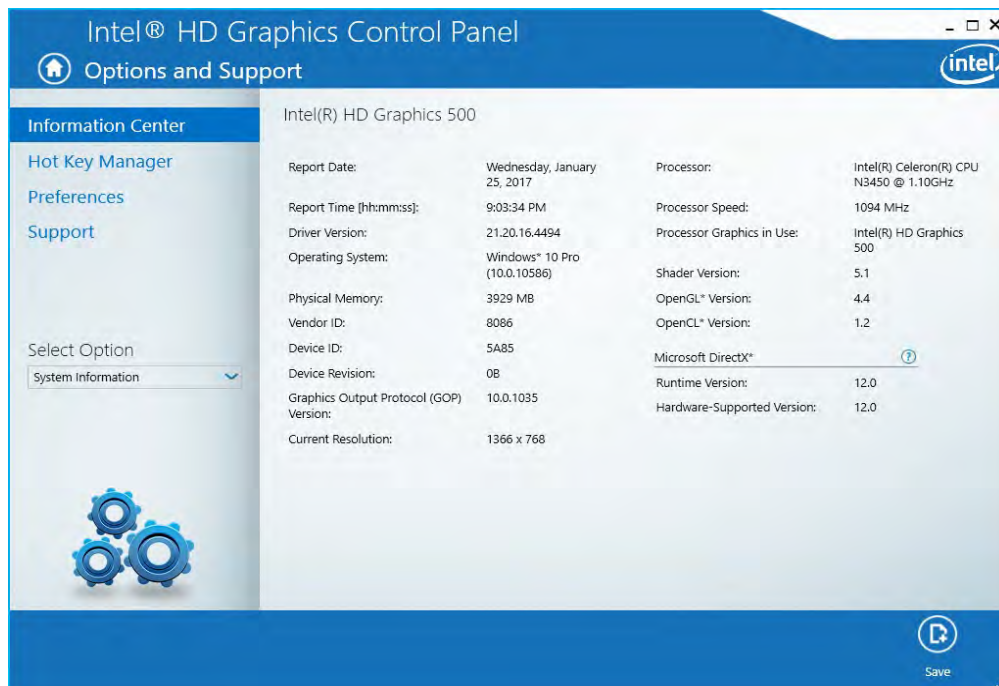 Intel® HD Graphics Control Panel
Options and Support
intel
Information Center
Hot Key Manager
Preferences
Support
Select Option
System Information
Intel(R) HD Graphics 500
Report Date: Wednesday, January
25, 2017
Report Time [hh:mm:ss]: 9:03:34 PM
Driver Version: 21.20.16.4494
Operating System: Windows* 10 Pro
(10.0.10586)
Physical Memory: 3929 MB
Vendor ID: 8086
Device ID: 5A85
Device Revision: 0B
Graphics Output Protocol (GOP) 10.0.1035
Version:
Current Resolution: 1366 x 768
Processor: Intel(R) Celeron(R) CPU
N3450 @ 1.10GHz
Processor Speed: 1094 MHz
Processor Graphics in Use: Intel(R) HD Graphics
500
Shader Version: 5.1
OpenGL* Version: 4.4
OpenCL* Version: 1.2
Microsoft DirectX* ?
Runtime Version: 12.0
Hardware-Supported Version: 12.0
Save